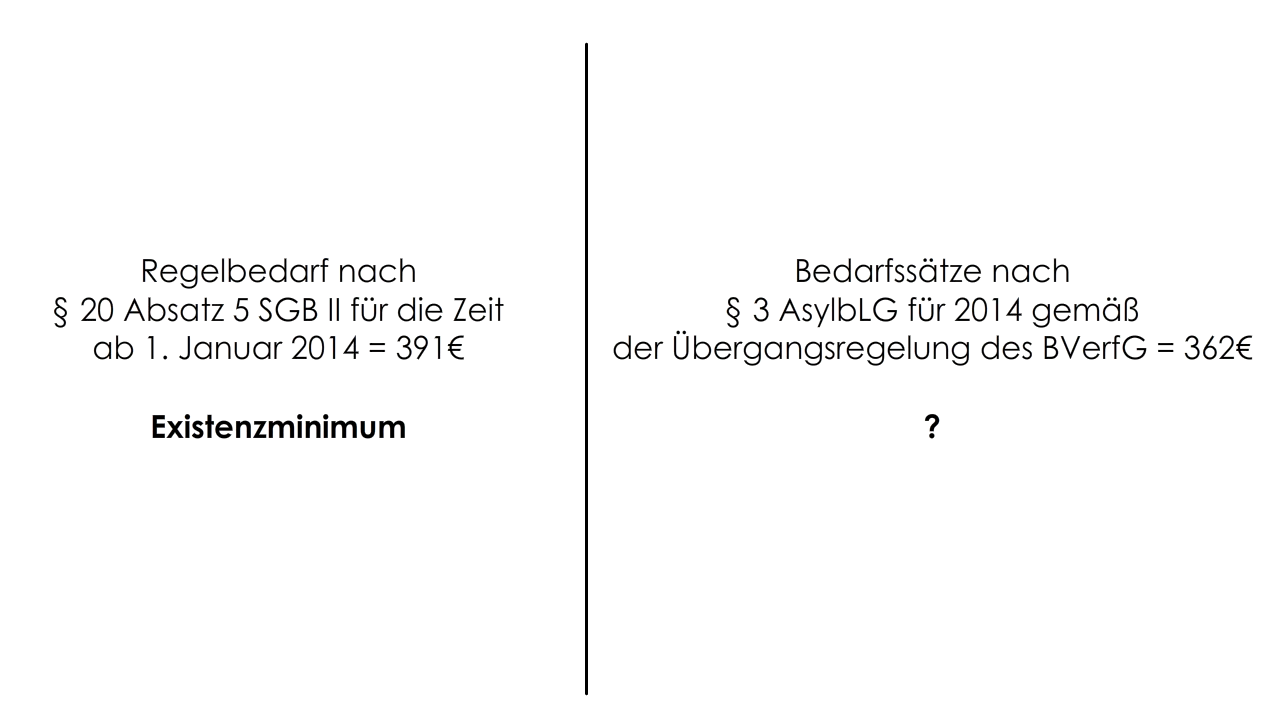 Regelbedarf nach
§ 20 Absatz 5 SGB II für die Zeit
ab 1. Januar 2014 = 391€
Existenzminimum
Bedarfssätze nach
§ 3 AsylbLG für 2014 gemäß
der Übergangsregelung des BVerfG = 362€
?